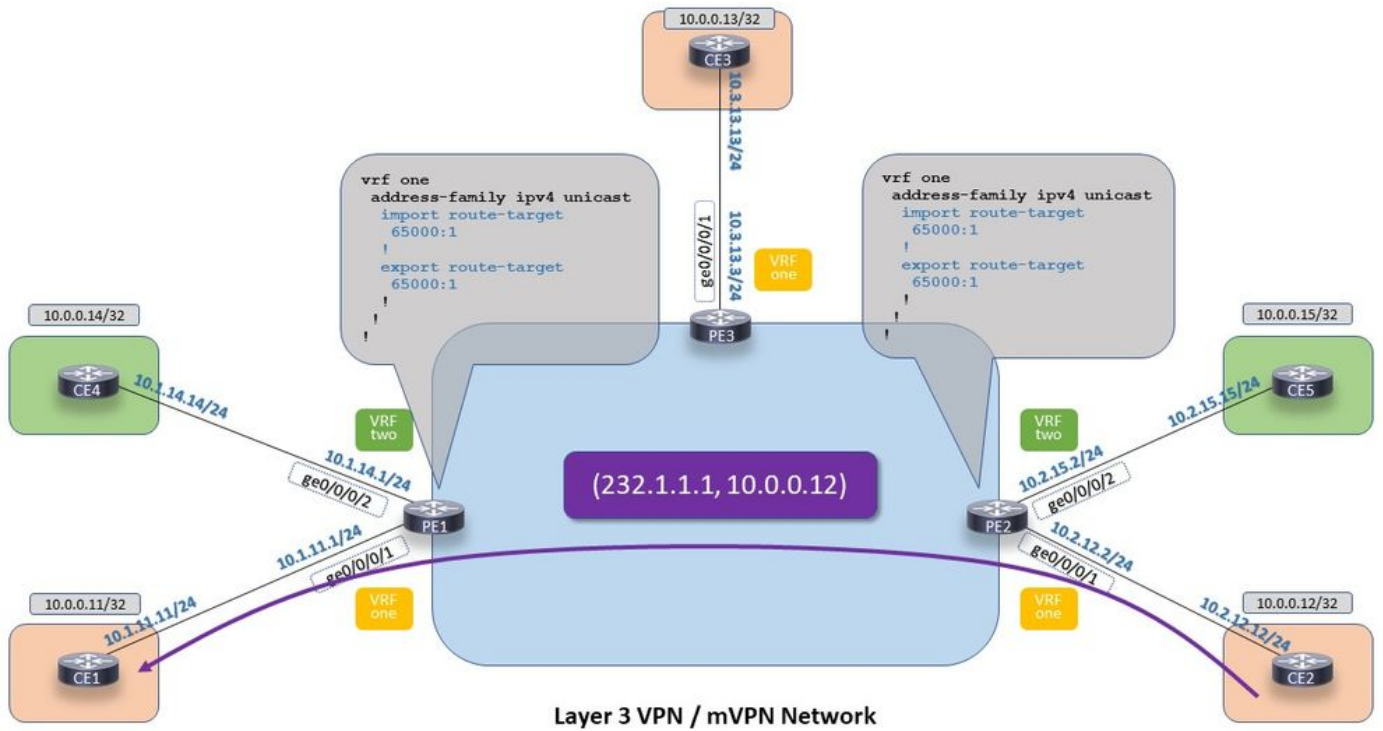 10.0.0.13/32
CE3
10.3.13.13/24
vrf one
address-family ipv4 unicast
import route-target
65000:1
!
export route-target
65000:1
!
!
!
vrf one
address-family ipv4 unicast
import route-target
65000:1
!
export route-target
65000:1
!
!
!
ge0/0/0/1
10.3.13.3/24
VRF
one
PE3
10.0.0.14/32
CE4
10.1.14.14/24
VRF
two
10.1.14.1/24
ge0/0/0/2
PE1
10.1.11.1/24
ge0/0/0/1
VRF
one
10.0.0.11/32
10.1.11.11/24
CE1
(232.1.1.1, 10.0.0.12)
10.0.0.15/32
CE5
10.2.15.15/24
VRF
two
10.2.15.2/24
ge0/0/0/2
PE2
10.2.12.2/24
ge0/0/0/1
VRF
one
10.0.0.12/32
10.2.12.12/24
CE2
Layer 3 VPN / mVPN Network